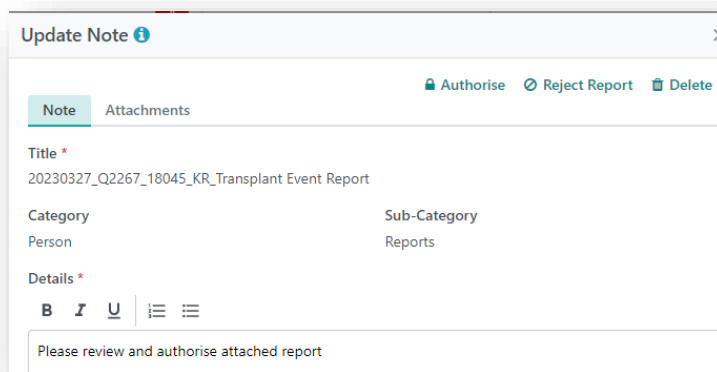 Update Note
Authorise Reject Report Delete
Note Attachments
Title *
20230327_Q2267_18045_KR_Transplant Event Report
Category Sub-Category
Person Reports
Details *
B I U
Please review and authorise attached report